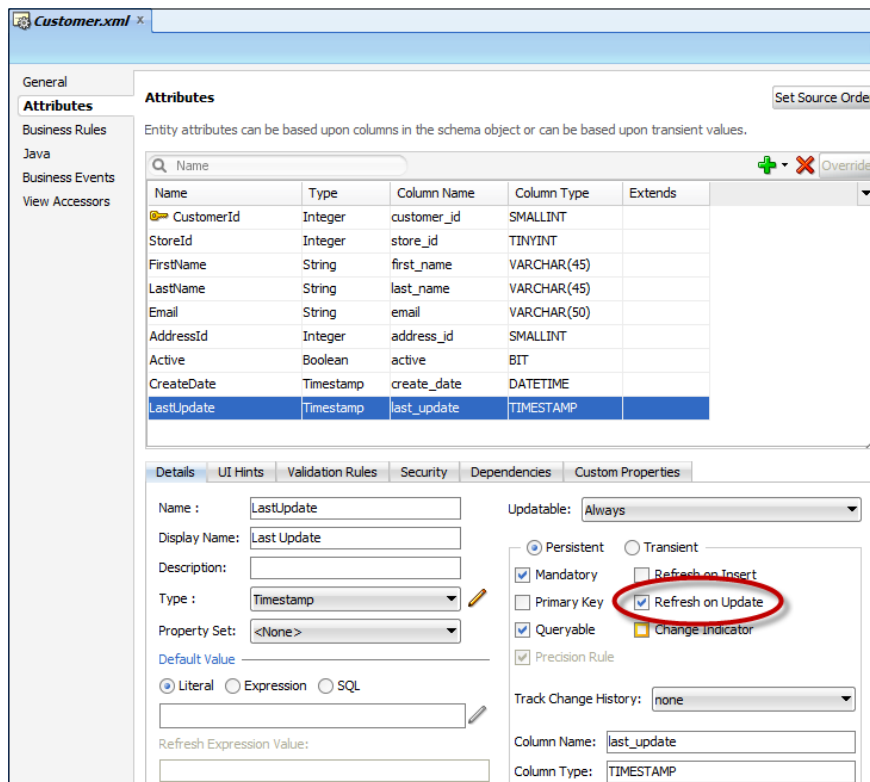 Customer.xml x
General
Attributes
Business Rules
Java
Business Events
View Accessors
Attributes
Set Source Orde
Entity attributes can be based upon columns in the schema object or can be based upon transient values.
Name
Override
Name Type Column Name Column Type Extends
CustomerId Integer customer_id SMALLINT
StoreId Integer store_id TINYINT
FirstName String first_name VARCHAR(45)
LastName String last_name VARCHAR(45)
Email String email VARCHAR(50)
AddressId Integer address_id SMALLINT
Active Boolean active BIT
CreateDate Timestamp create_date DATETIME
LastUpdate Timestamp last_update TIMESTAMP
Details UI Hints Validation Rules Security Dependencies Custom Properties
Name : LastUpdate
Display Name: Last Update
Description:
Type : Timestamp
Property Set: <None>
Default Value
Literal Expression SQL
Refresh Expression Value:
Updatable: Always
Persistent Transient
Mandatory Refresh on Insert
Primary Key Refresh on Update
Queryable Change Indicator
Precision Rule
Track Change History: none
Column Name: last_update
Column Type: TIMESTAMP